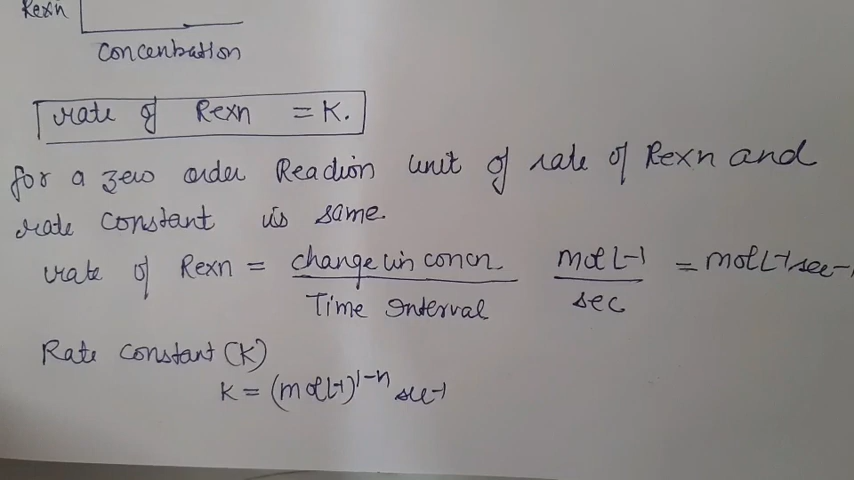 Rexn
Concentration
rate of Rexn = K.
for a zero order Reaction unit of rate of Rexn and
rate constant is same.
rate of Rexn = change in concn. / Time Interval mol L-1 / sec = mol L-1 sec-1
Rate constant (K)
K = (mol L-1)1-n sec-1